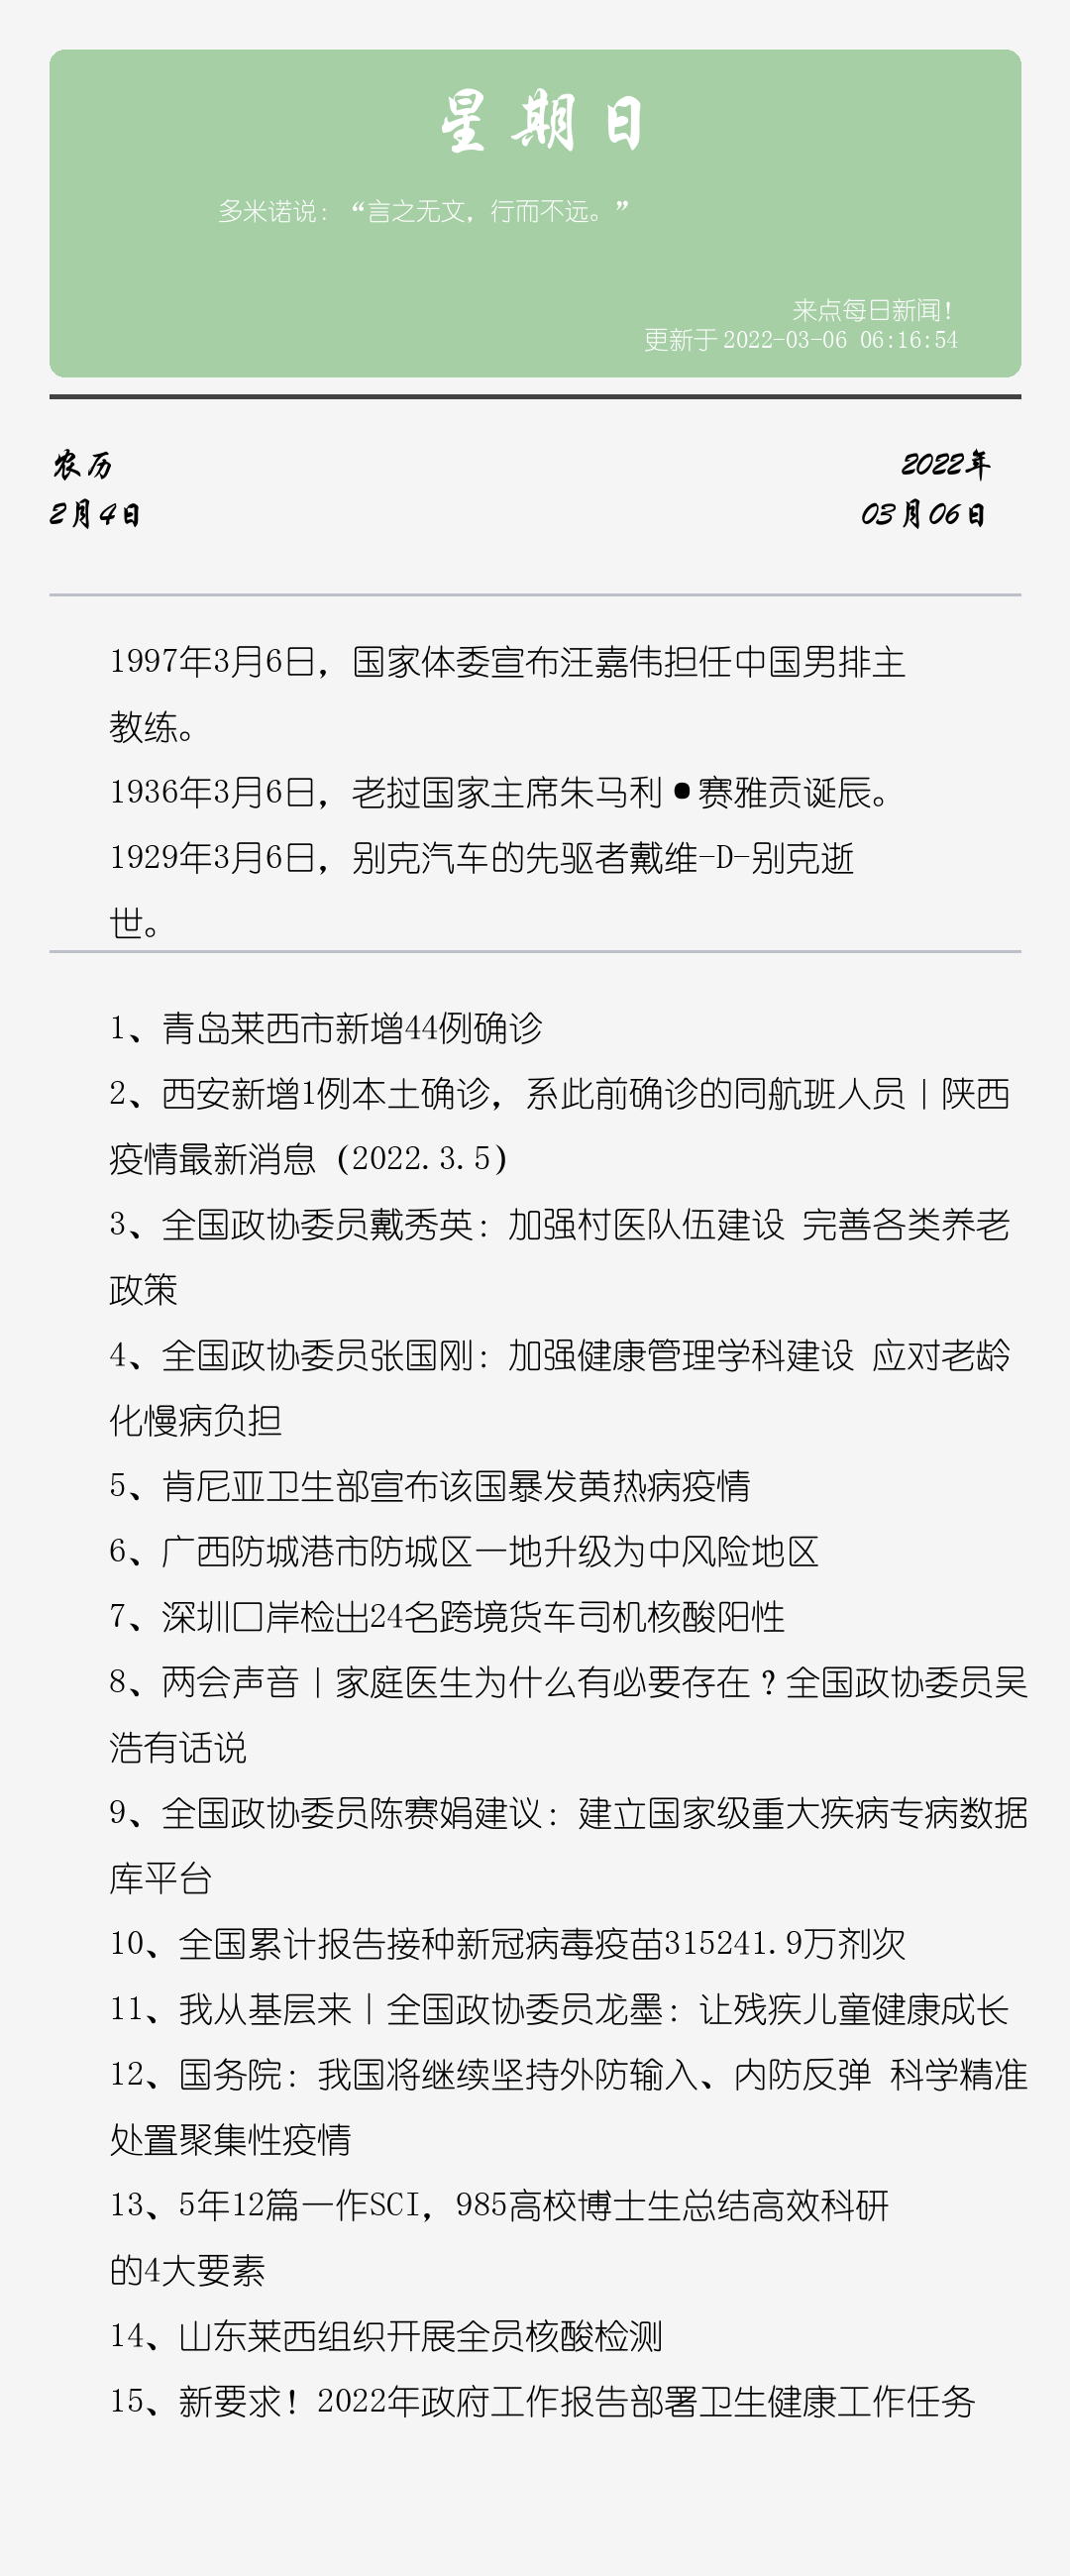 星期日
多米诺说：“言之无文，行而不远。”
来点每日新闻！
更新于 2022-03-06 06:16:54
农历
2月4日
2022年
03月06日
1997年3月6日，国家体委宣布汪嘉伟担任中国男排主
教练。
1936年3月6日，老挝国家主席朱马利•赛雅贡诞辰。
1929年3月6日，别克汽车的先驱者戴维-D-别克逝
世。
1、青岛莱西市新增44例确诊
2、西安新增1例本土确诊，系此前确诊的同航班人员丨陕西
疫情最新消息（2022.3.5）
3、全国政协委员戴秀英：加强村医队伍建设 完善各类养老
政策
4、全国政协委员张国刚：加强健康管理学科建设 应对老龄
化慢病负担
5、肯尼亚卫生部宣布该国暴发黄热病疫情
6、广西防城港市防城区一地升级为中风险地区
7、深圳口岸检出24名跨境货车司机核酸阳性
8、两会声音丨家庭医生为什么有必要存在？全国政协委员吴
浩有话说
9、全国政协委员陈赛娟建议：建立国家级重大疾病专病数据
库平台
10、全国累计报告接种新冠病毒疫苗315241.9万剂次
11、我从基层来丨全国政协委员龙墨：让残疾儿童健康成长
12、国务院：我国将继续坚持外防输入、内防反弹 科学精准
处置聚集性疫情
13、5年12篇一作SCI，985高校博士生总结高效科研
的4大要素
14、山东莱西组织开展全员核酸检测
15、新要求！2022年政府工作报告部署卫生健康工作任务